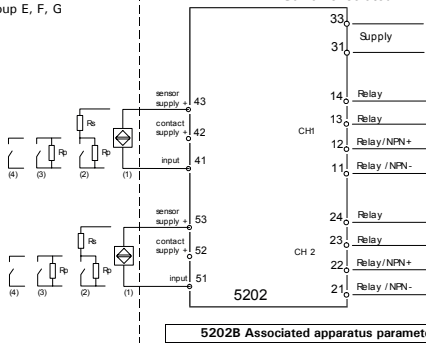 oup E, F, G
33
Supply
31
sensor
supply + 43
contact
supply + 42
input 41
Rs
Rp
Rp
(4) (3) (2) (1)
CH1
14 Relay
13 Relay
12 Relay/NPN+
11 Relay /NPN-
sensor
supply + 53
contact
supply + 52
input 51
Rs
Rp
Rp
(4) (3) (2) (1)
CH 2
24 Relay
23 Relay
22 Relay/NPN+
21 Relay /NPN-
5202
5202B Associated apparatus paramete